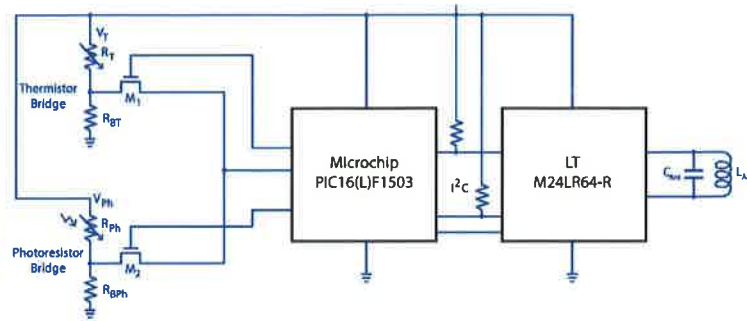 V_T
R_T
Thermistor
Bridge
M_1
R_BT
Microchip
PIC16(L)F1503
I²C
LT
M24LR64-R
C_Ant
L_A
V_Ph
R_Ph
Photoresistor
Bridge
M_2
R_BPh